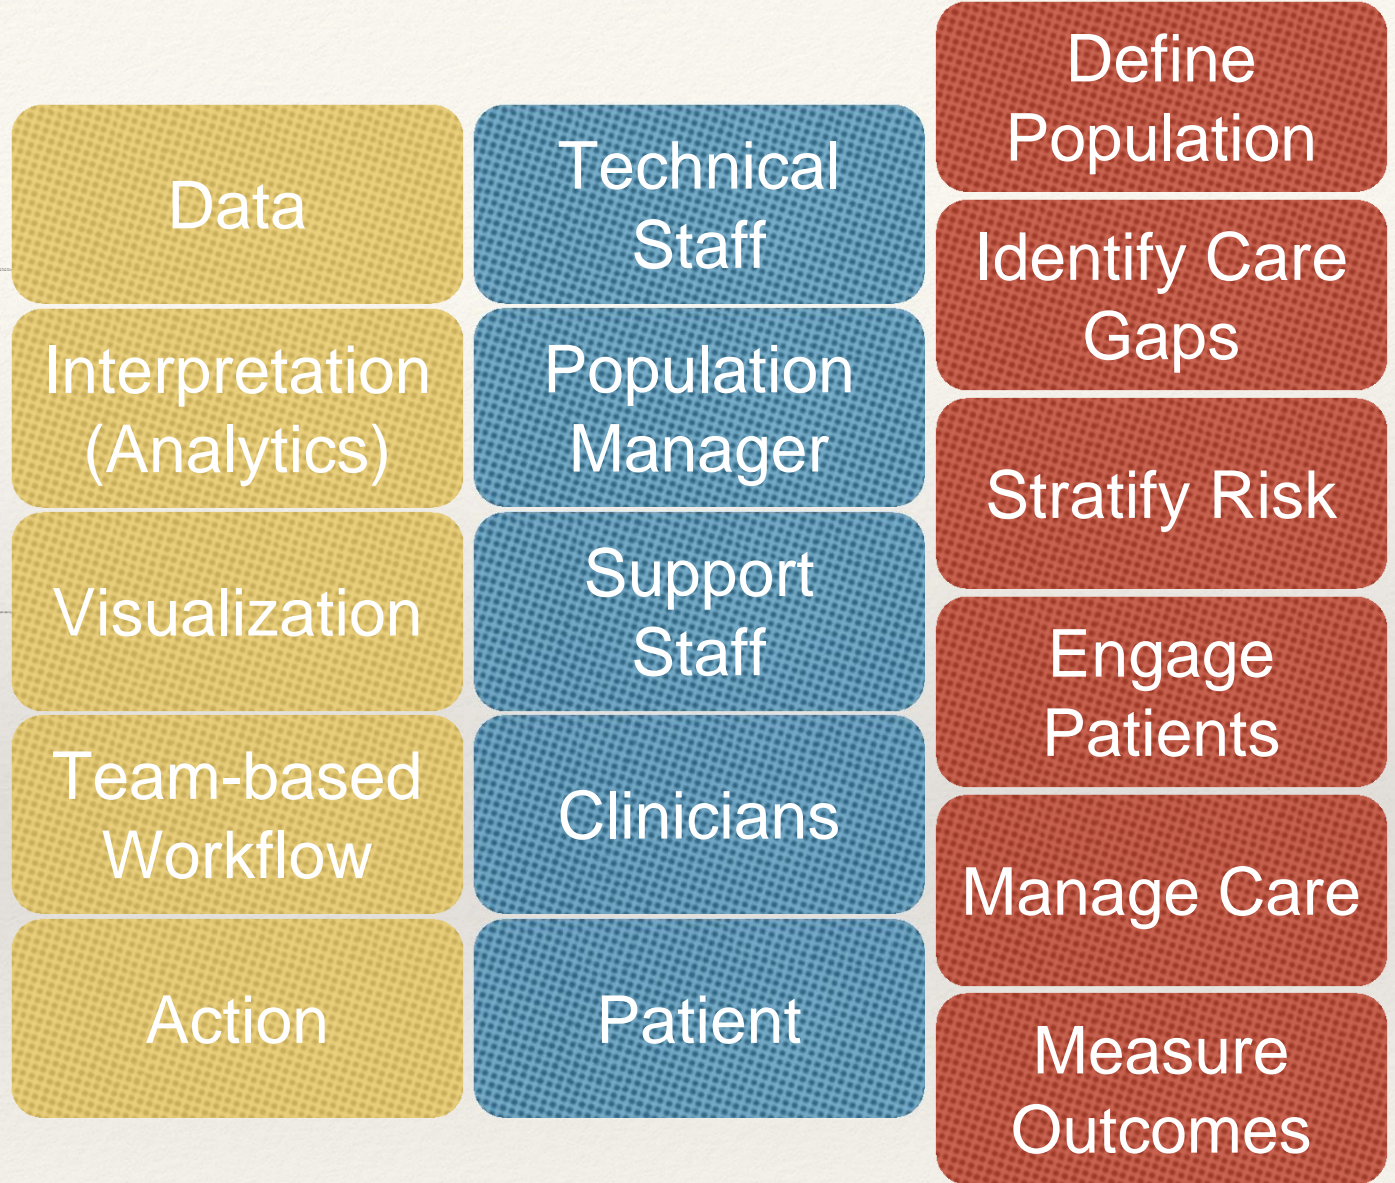 Data
Interpretation
(Analytics)
Visualization
Team-based
Workflow
Action
Technical
Staff
Population
Manager
Support
Staff
Clinicians
Patient
Define
Population
Identify Care
Gaps
Stratify Risk
Engage
Patients
Manage Care
Measure
Outcomes